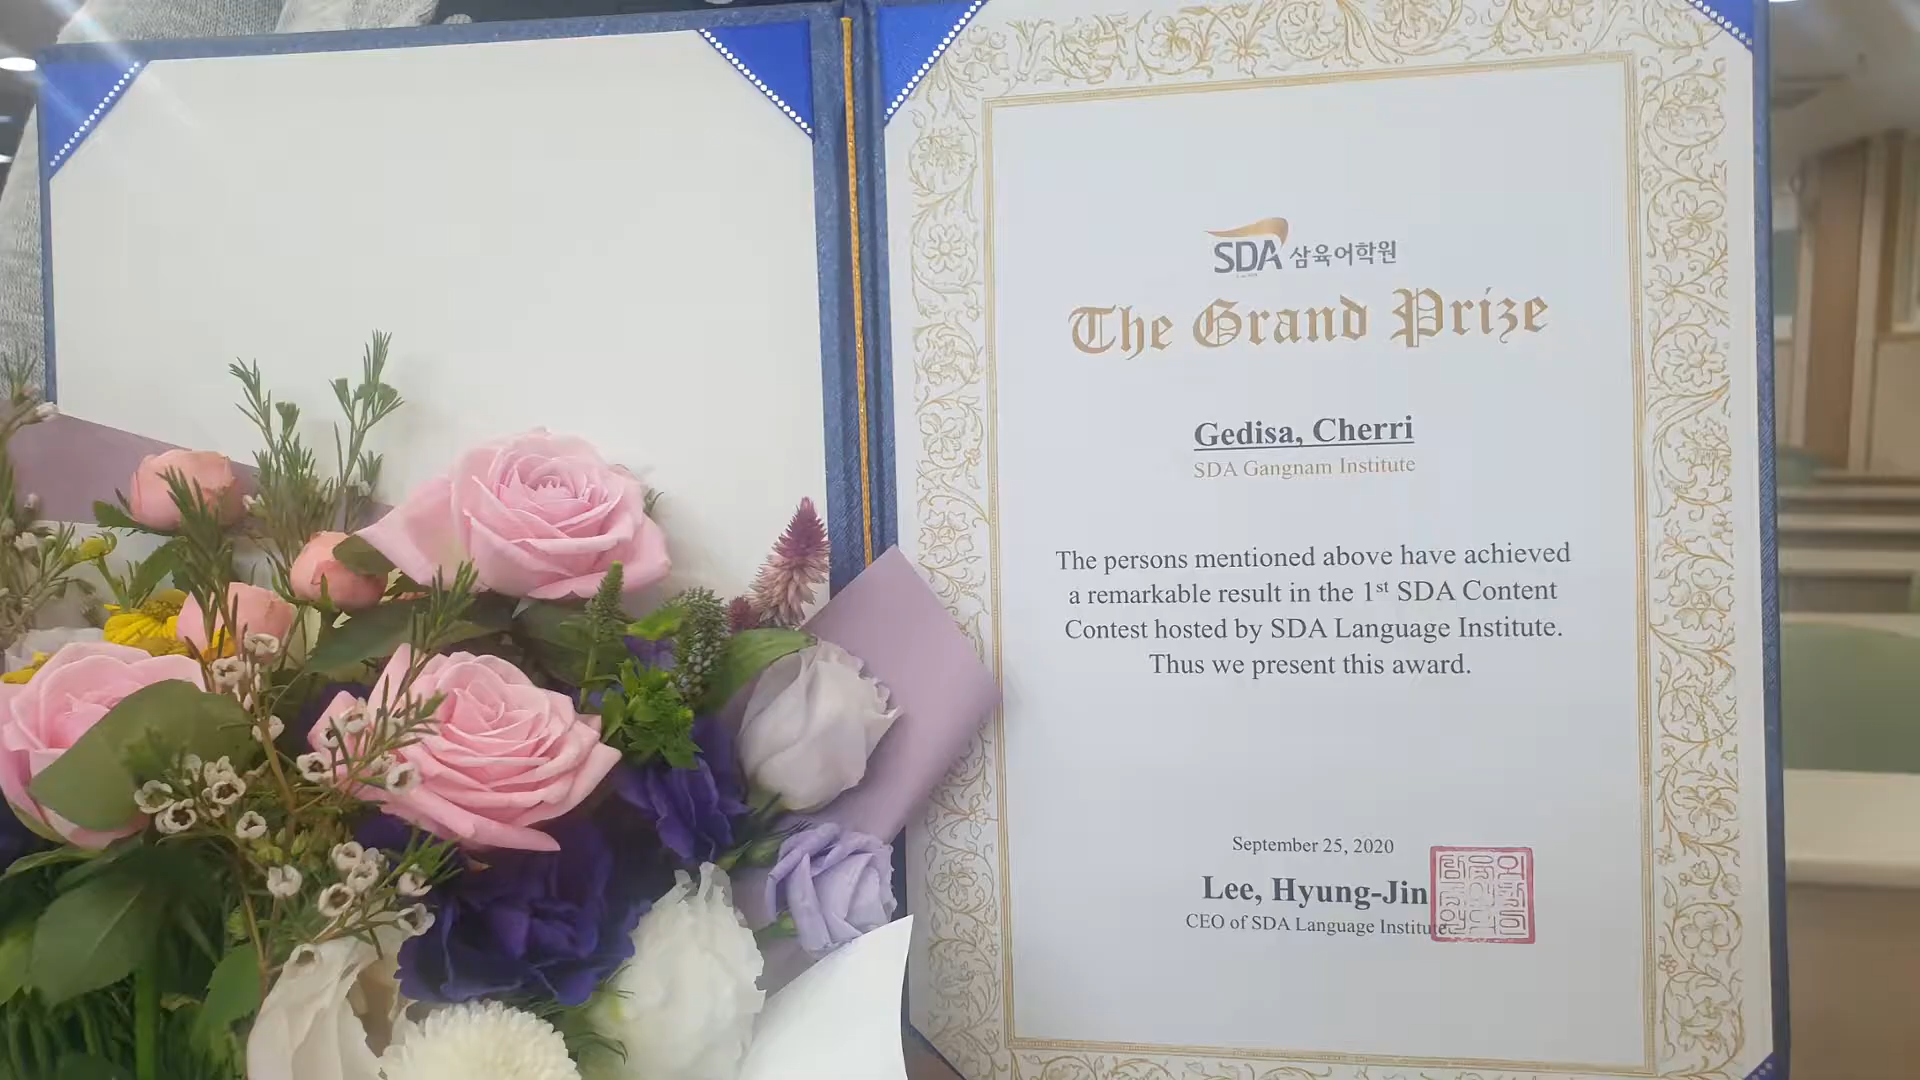 SDA 삼육어학원
The Grand Prize
Gedisa, Cherri
SDA Gangnam Institute
The persons mentioned above have achieved
a remarkable result in the 1st SDA Content
Contest hosted by SDA Language Institute.
Thus we present this award.
September 25, 2020
Lee, Hyung-Jin
CEO of SDA Language Institute